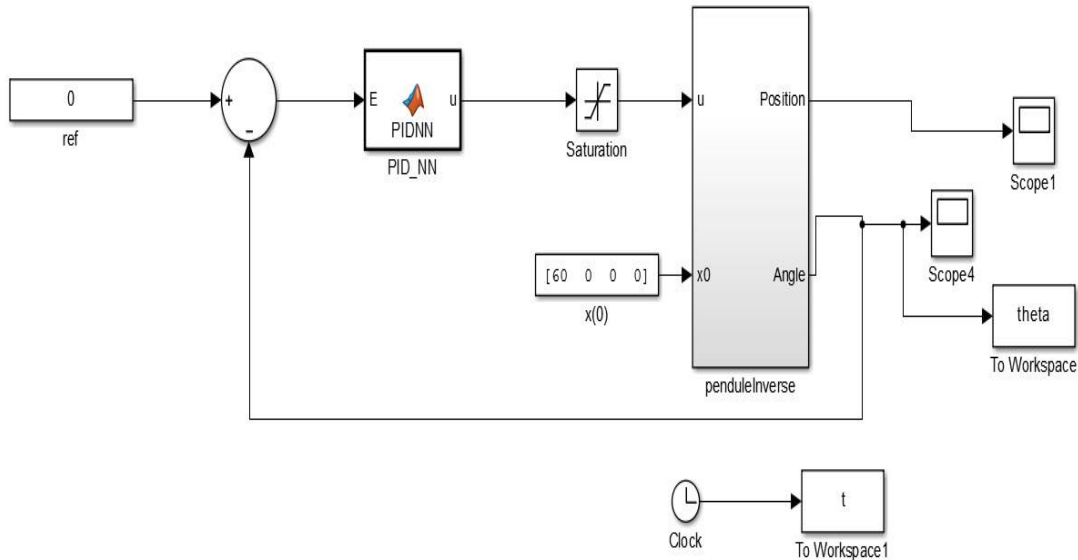 0
ref
+
−
E
u
PIDNN
PID_NN
Saturation
u
Position
x0
Angle
penduleInverse
[60 0 0 0]
x(0)
Scope1
Scope4
theta
To Workspace
Clock
t
To Workspace1